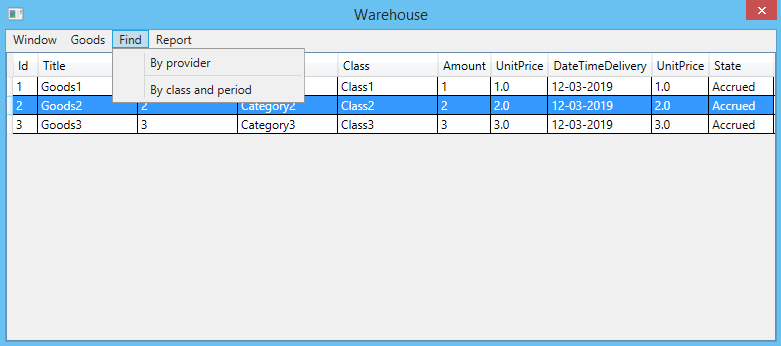 Warehouse
Window Goods Find Report
By provider
By class and period
Id Title Class Amount UnitPrice DateTimeDelivery UnitPrice State
1 Goods1 Class1 1 1.0 12-03-2019 1.0 Accrued
2 Goods2 2 Category2 Class2 2 2.0 12-03-2019 2.0 Accrued
3 Goods3 3 Category3 Class3 3 3.0 12-03-2019 3.0 Accrued